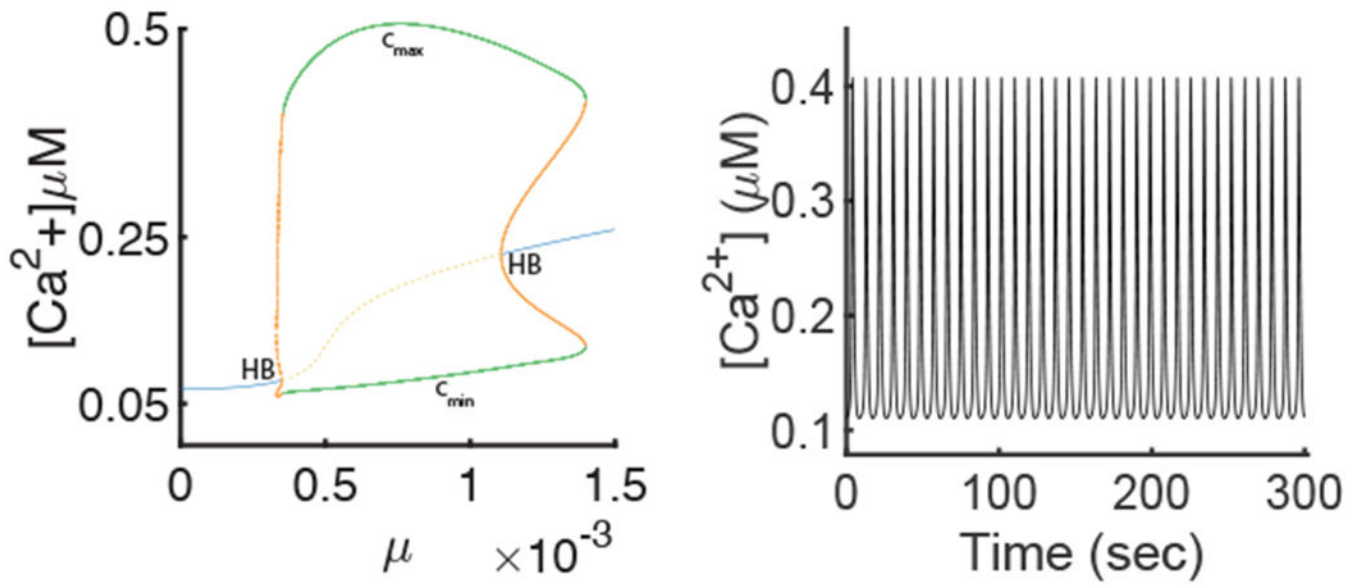 0.5
0.25
0.05
[Ca²+]μM
C_max
HB
HB
C_min
0
0.5
1
1.5
μ
×10⁻³
0.4
0.3
0.2
0.1
[Ca²⁺] (μM)
0
100
200
300
Time (sec)